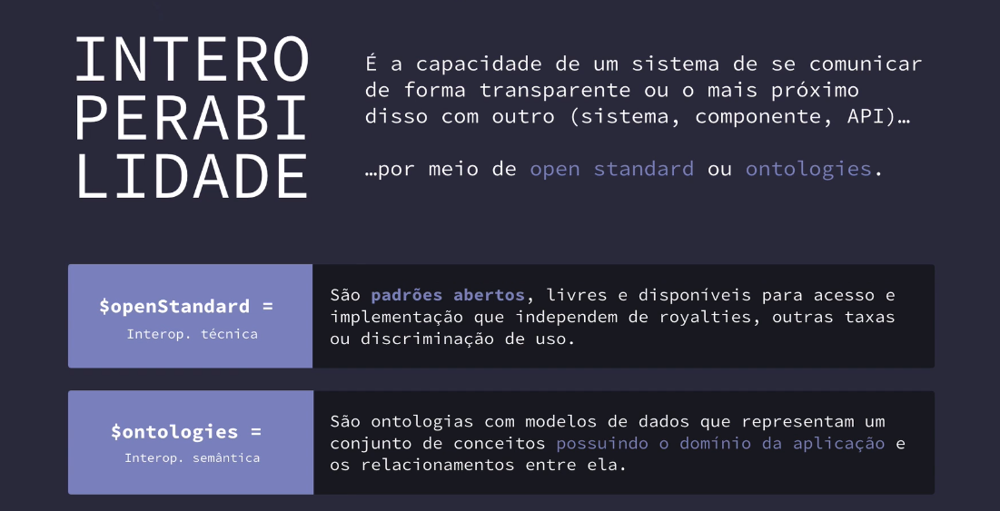 INTERO
PERABI
LIDADE
É a capacidade de um sistema de se comunicar
de forma transparente ou o mais próximo
disso com outro (sistema, componente, API)…
…por meio de open standard ou ontologies.
$openStandard =
Interop. técnica
São padrões abertos, livres e disponíveis para acesso e
implementação que independem de royalties, outras taxas
ou discriminação de uso.
$ontologies =
Interop. semântica
São ontologias com modelos de dados que representam um
conjunto de conceitos possuindo o domínio da aplicação e
os relacionamentos entre ela.